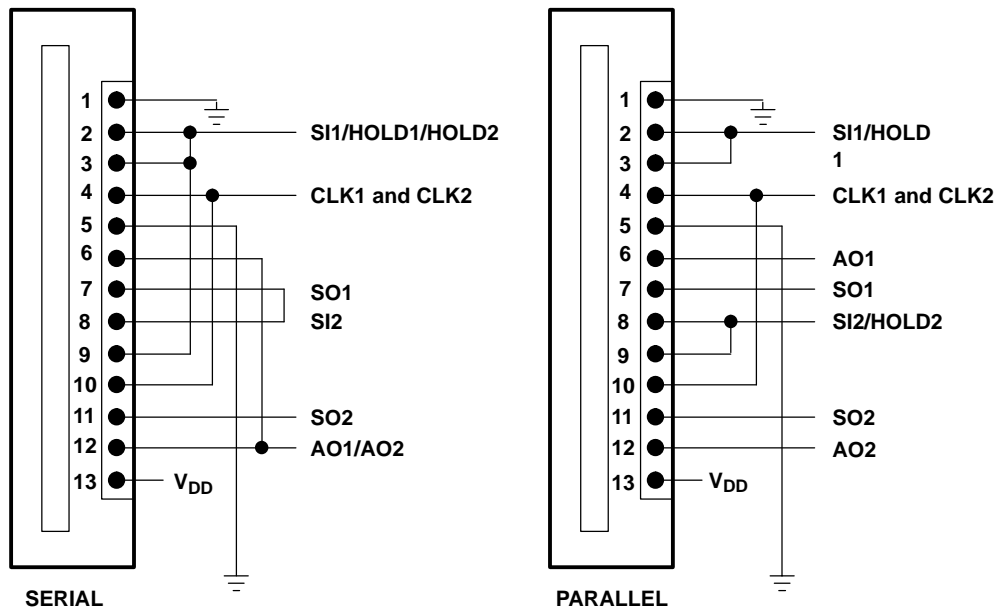 1
2 SI1/HOLD1/HOLD2
3
4 CLK1 and CLK2
5
6
7 SO1
8 SI2
9
10
11 SO2
12 AO1/AO2
13 VDD
SERIAL
1
2 SI1/HOLD
3 1
4 CLK1 and CLK2
5
6 AO1
7 SO1
8 SI2/HOLD2
9
10
11 SO2
12 AO2
13 VDD
PARALLEL